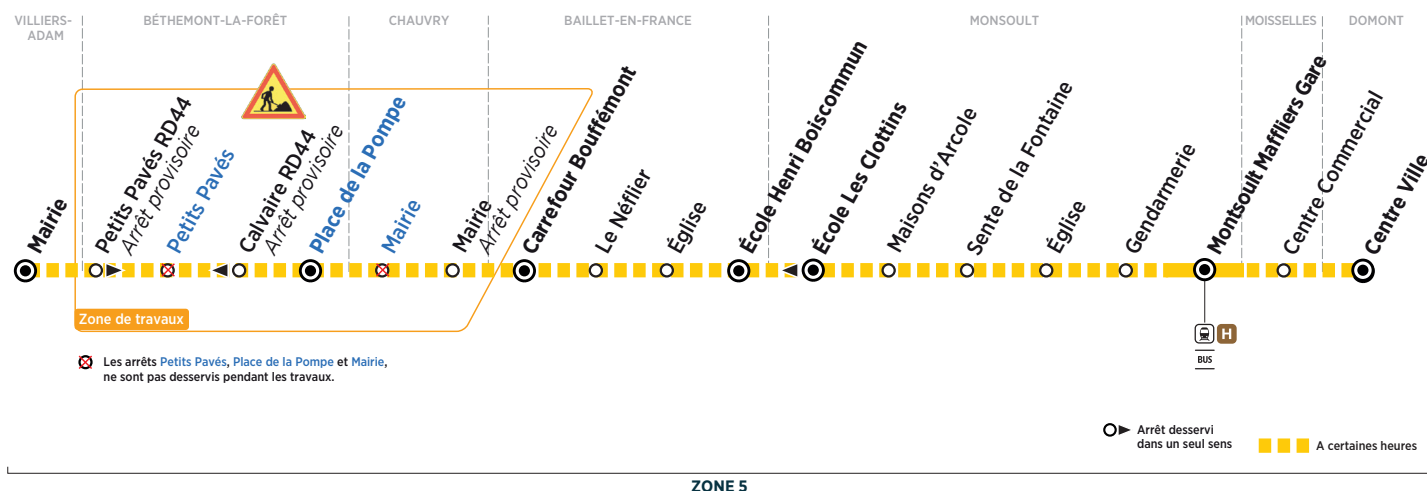 VILLIERS-
ADAM
BÉTHEMONT-LA-FORÊT
CHAUVRY
BAILLET-EN-FRANCE
MONSOULT
MOISSELLES
DOMONT
Mairie
Petits Pavés RD44
Arrêt provisoire
Petits Pavés
Calvaire RD44
Arrêt provisoire
Place de la Pompe
Mairie
Mairie
Arrêt provisoire
Carrefour Bouffémont
Le Néflier
Église
École Henri Boiscommun
École Les Clottins
Maisons d'Arcole
Sente de la Fontaine
Église
Gendarmerie
Montsoult Maffliers Gare
Centre Commercial
Centre Ville
Zone de travaux
H
BUS
Les arrêts Petits Pavés, Place de la Pompe et Mairie,
ne sont pas desservis pendant les travaux.
Arrêt desservi
dans un seul sens
A certaines heures
ZONE 5